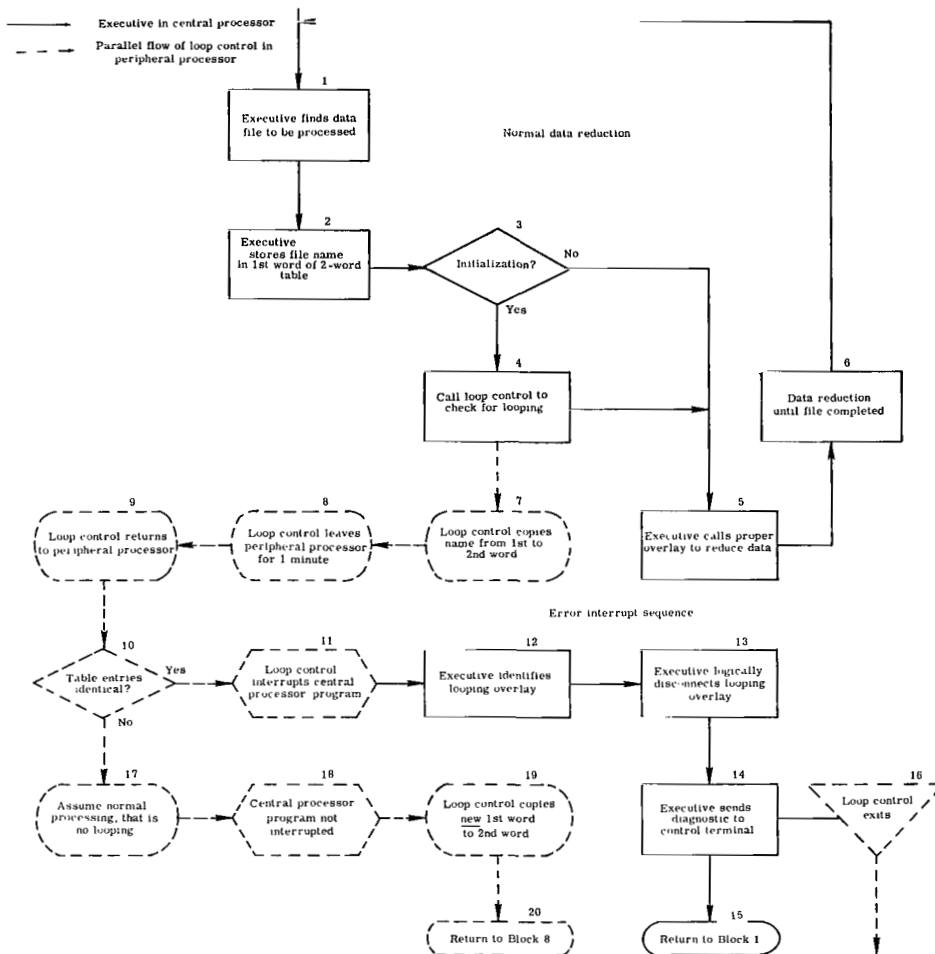 Executive in central processor
Parallel flow of loop control in
peripheral processor
1
Executive finds data
file to be processed
Normal data reduction
2
Executive
stores file name
in 1st word of 2-word
table
3
Initialization?
No
Yes
4
Call loop control to
check for looping
6
Data reduction
until file completed
9
Loop control returns
to peripheral processor
8
Loop control leaves
peripheral processor
for 1 minute
7
Loop control copies
name from 1st to
2nd word
5
Executive calls proper
overlay to reduce data
Error interrupt sequence
10
Table entries
identical?
Yes
No
11
Loop control
interrupts central
processor program
12
Executive identifies
looping overlay
13
Executive logically
disconnects looping
overlay
17
Assume normal
processing, that is
no looping
18
Central processor
program not
interrupted
19
Loop control copies
new 1st word
to 2nd word
14
Executive sends
diagnostic to
control terminal
16
Loop control
exits
20
Return to Block 8
15
Return to Block 1